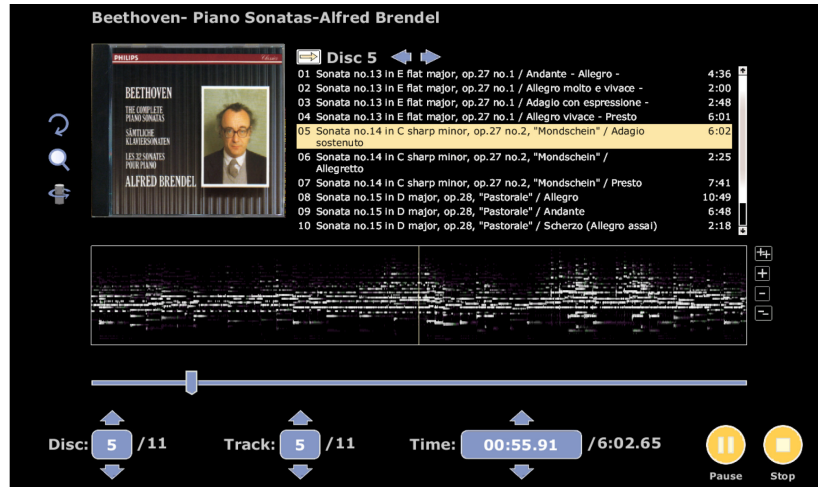 Beethoven- Piano Sonatas-Alfred Brendel
PHILIPS
Classics
BEETHOVEN
THE COMPLETE
PIANO SONATAS
SÄMTLICHE
KLAVIERSONATEN
LES 32 SONATES
POUR PIANO
ALFRED BRENDEL
Disc 5
01 Sonata no.13 in E flat major, op.27 no.1 / Andante - Allegro - 4:36
02 Sonata no.13 in E flat major, op.27 no.1 / Allegro molto e vivace - 2:00
03 Sonata no.13 in E flat major, op.27 no.1 / Adagio con espressione - 2:48
04 Sonata no.13 in E flat major, op.27 no.1 / Allegro vivace - Presto 6:01
05 Sonata no.14 in C sharp minor, op.27 no.2, "Mondschein" / Adagio 6:02
sostenuto
06 Sonata no.14 in C sharp minor, op.27 no.2, "Mondschein" / 2:25
Allegretto
07 Sonata no.14 in C sharp minor, op.27 no.2, "Mondschein" / Presto 7:41
08 Sonata no.15 in D major, op.28, "Pastorale" / Allegro 10:49
09 Sonata no.15 in D major, op.28, "Pastorale" / Andante 6:48
10 Sonata no.15 in D major, op.28, "Pastorale" / Scherzo (Allegro assai) 2:18
++
+
-
--
Disc: 5 /11 Track: 5 /11 Time: 00:55.91 /6:02.65
Pause Stop